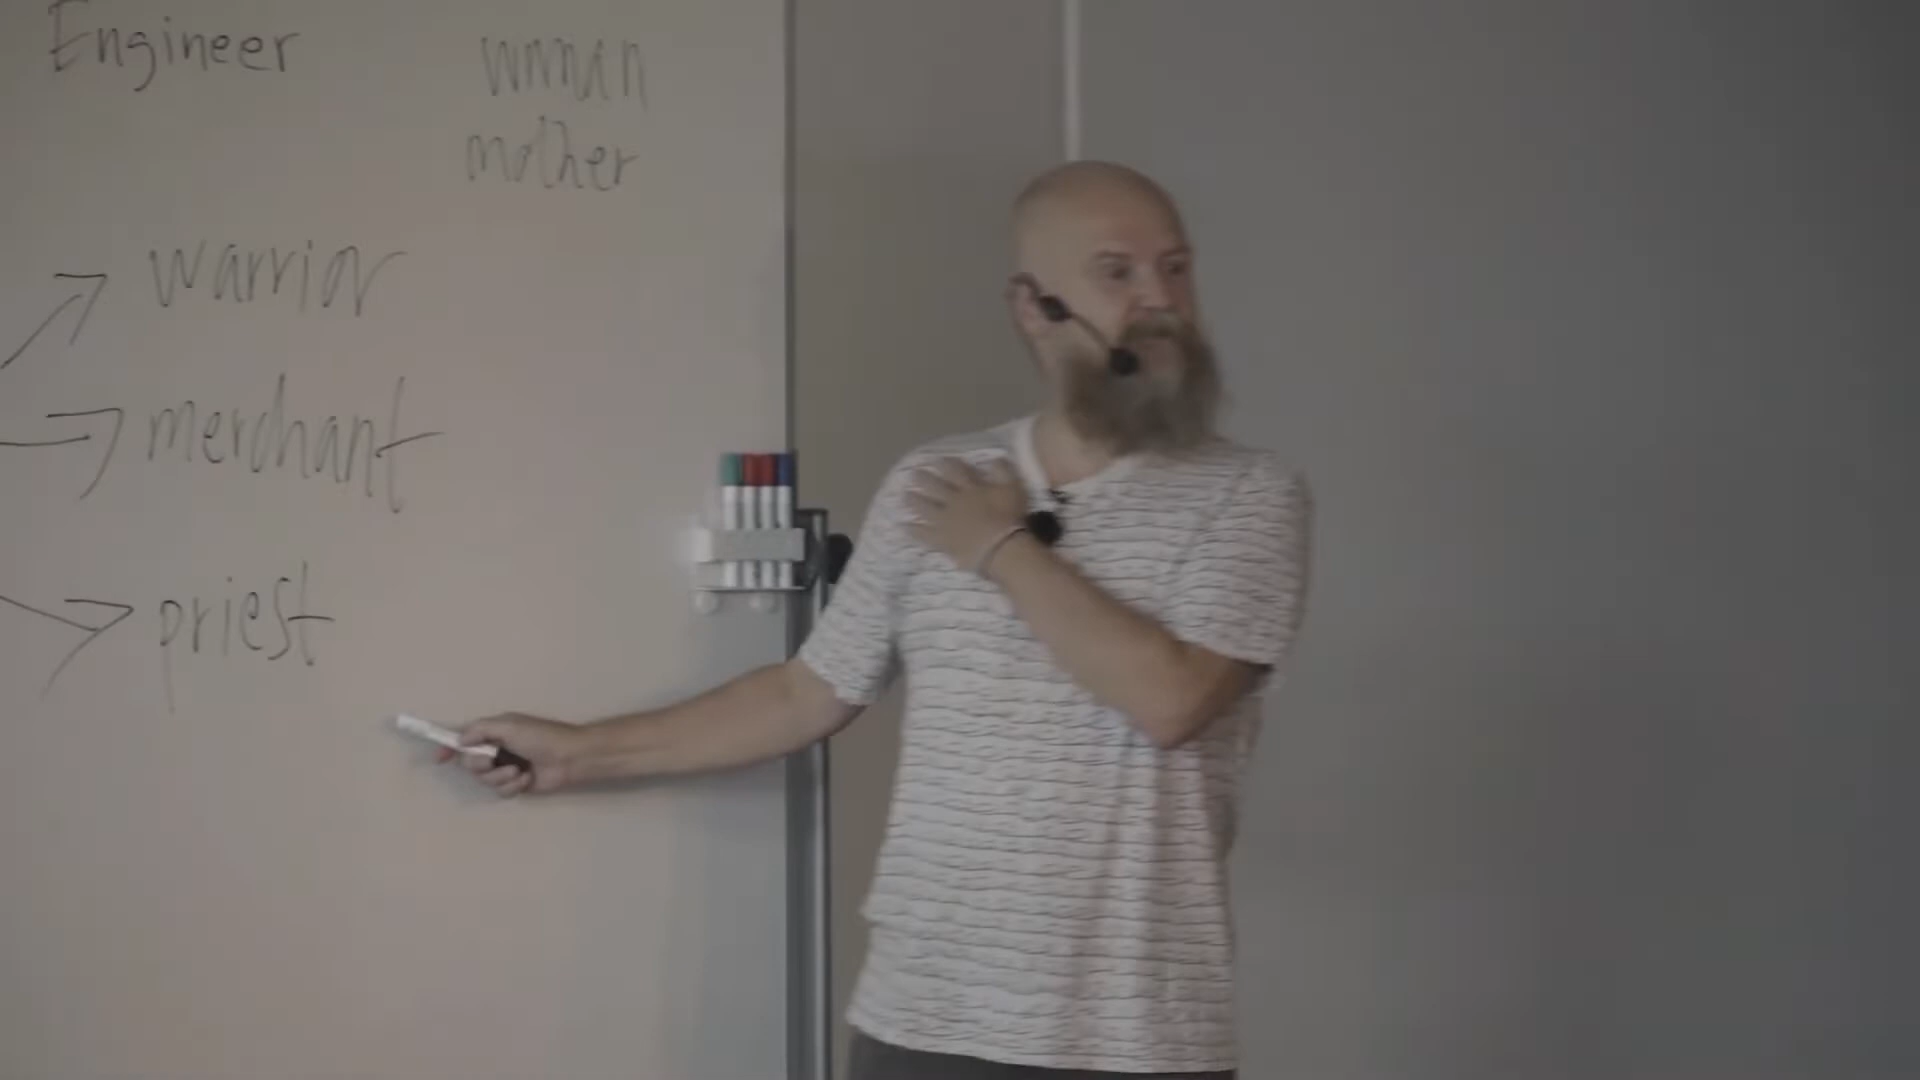 Engineer
woman
mother
warrior
merchant
priest